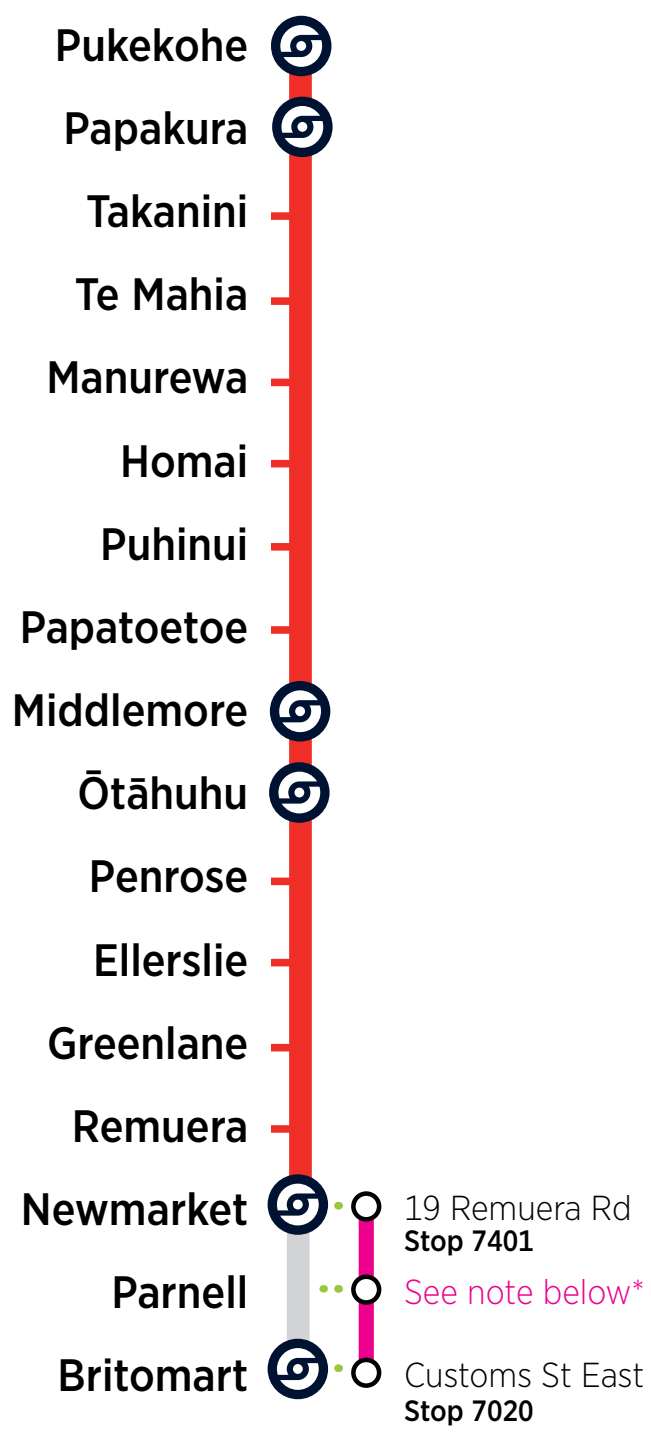 Pukekohe
Papakura
Takanini
Te Mahia
Manurewa
Homai
Puhinui
Papatoetoe
Middlemore
Ōtāhuhu
Penrose
Ellerslie
Greenlane
Remuera
Newmarket
19 Remuera Rd
Stop 7401
Parnell
See note below*
Britomart
Customs St East
Stop 7020